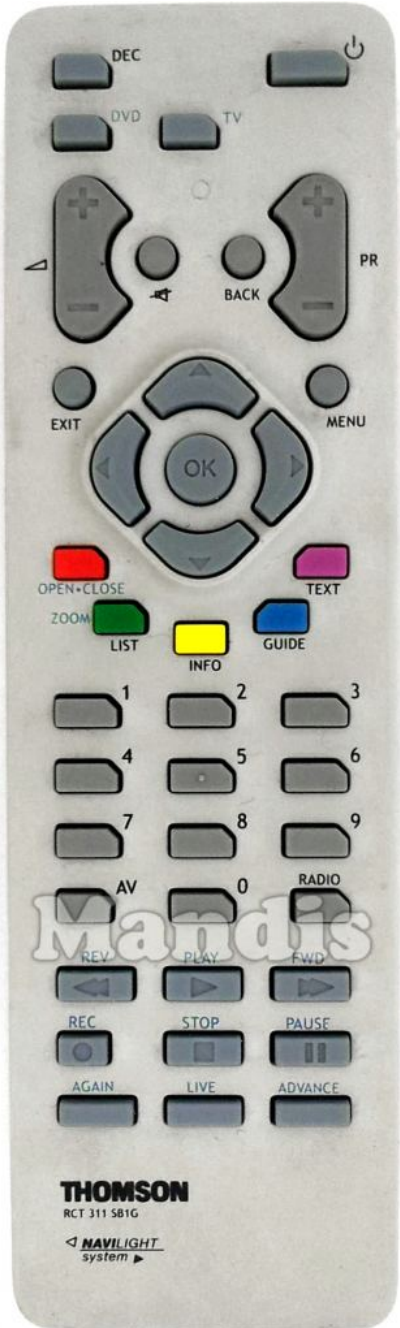 DEC
DVD TV
+ +
PR
- -
BACK
EXIT MENU
OK
OPEN•CLOSE TEXT
ZOOM LIST GUIDE
INFO
1 2 3
4 5 6
7 8 9
AV 0 RADIO
Mandis
REV PLAY FWD
REC STOP PAUSE
AGAIN LIVE ADVANCE
THOMSON
RCT 311 SB1G
NAVILIGHT
system